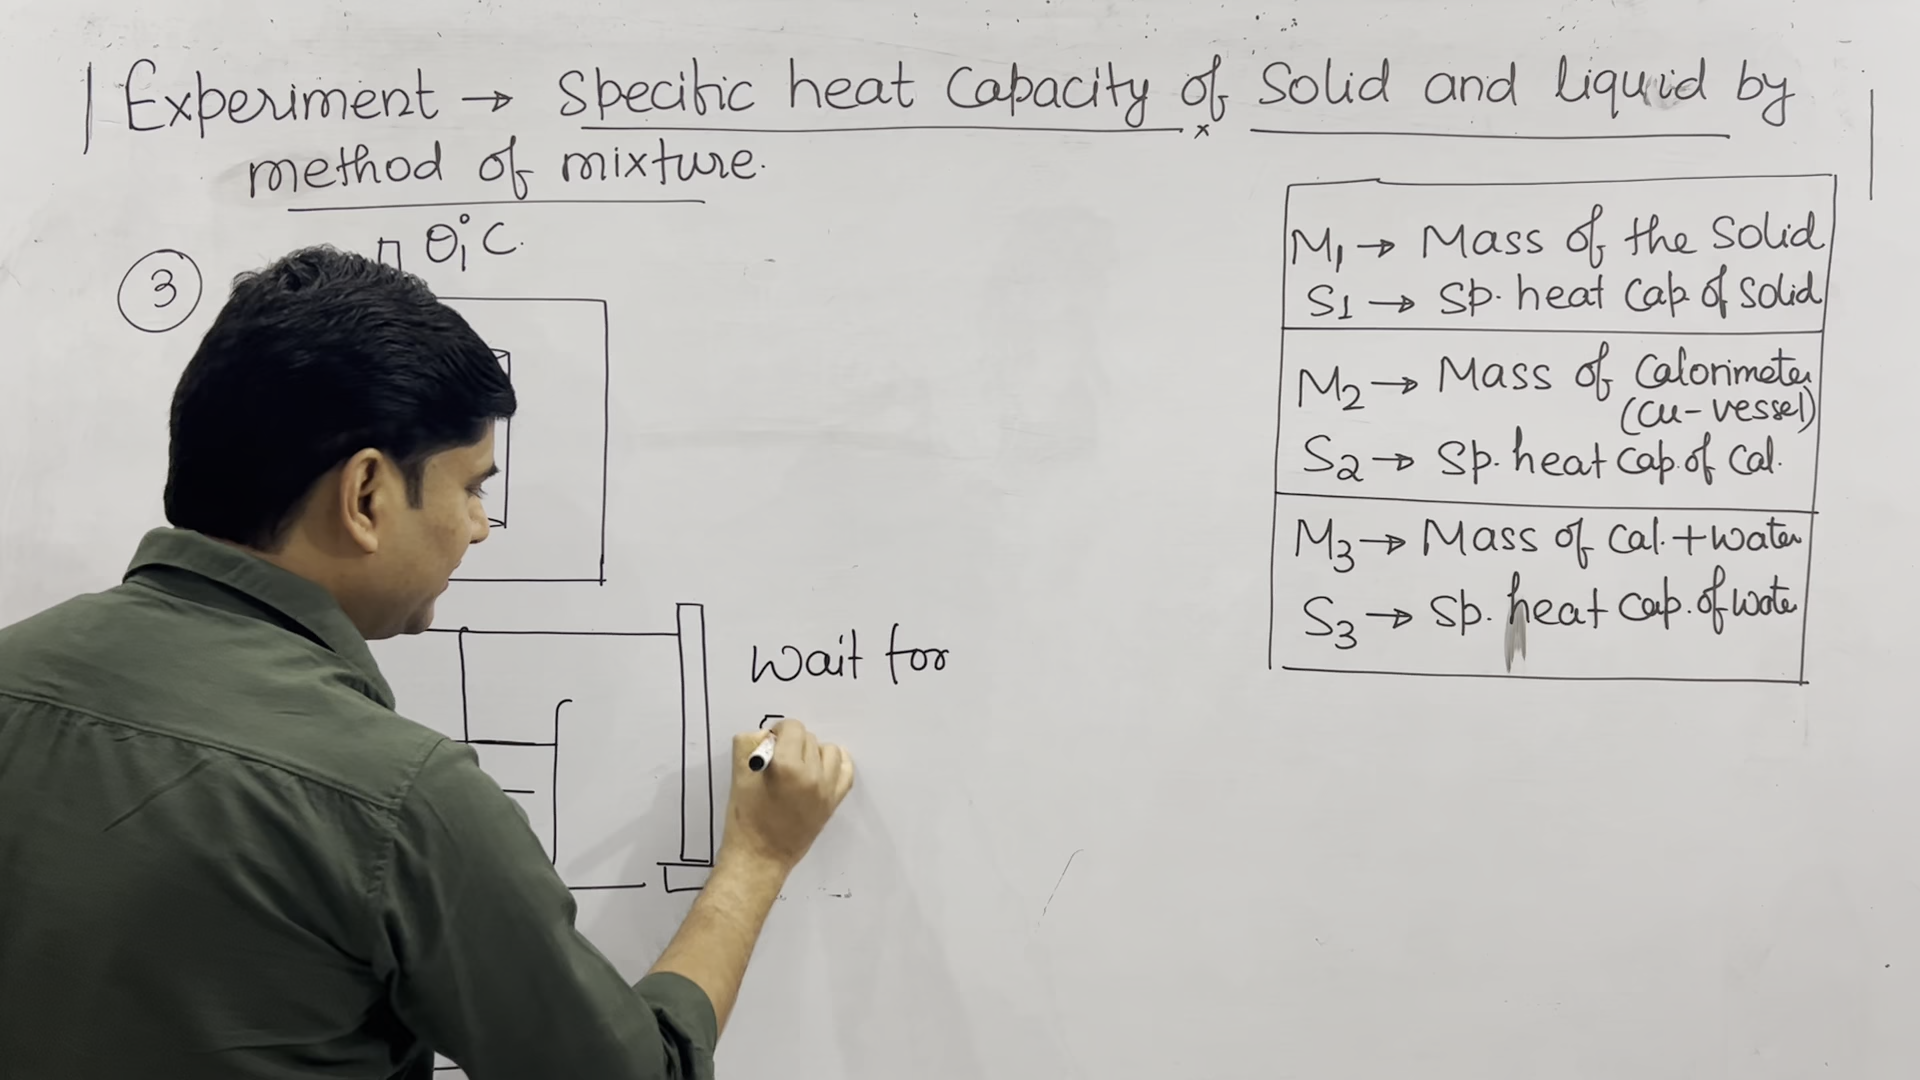 Experiment → Specific heat Capacity of Solid and liquid by
method of mixture.
θ₁°C.
3
M₁ → Mass of the Solid
S1 → Sp. heat Cap. of Solid
M₂ → Mass of Calorimeter
(Cu-vessel)
S₂ → Sp. heat Cap. of Cal.
M₃ → Mass of Cal. + water
S₃ → Sp. heat Cap. of wate
Wait for